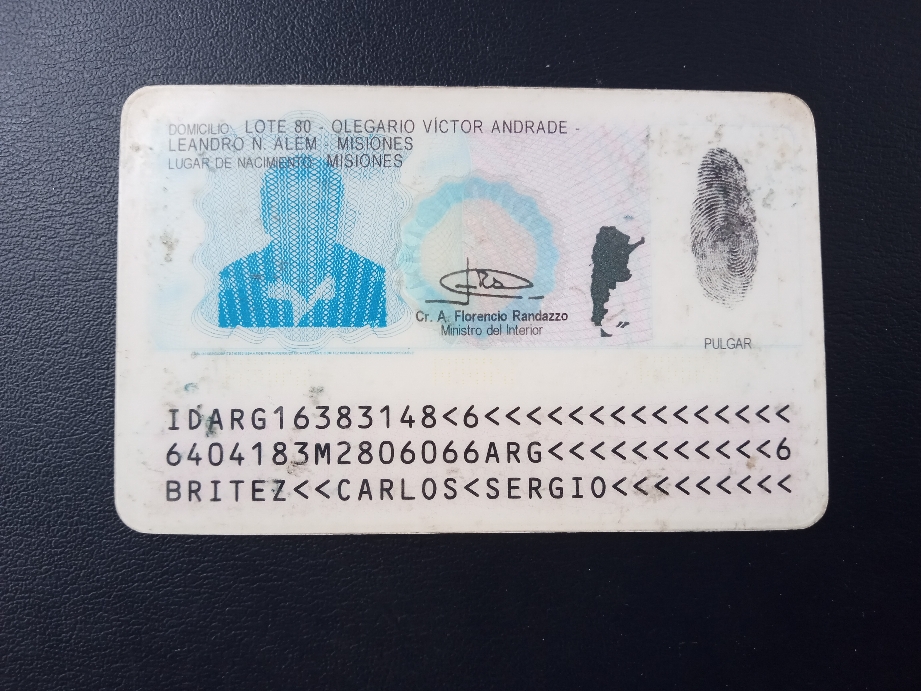 DOMICILIO: LOTE 80 - OLEGARIO VÍCTOR ANDRADE -
LEANDRO N. ALEM - MISIONES
LUGAR DE NACIMIENTO: MISIONES
Cr. A. Florencio Randazzo
Ministro del Interior
PULGAR
IDARG16383148<6<<<<<<<<<<<<<<<
6404183M2806066ARG<<<<<<<<<<<6
BRITEZ<<CARLOS<SERGIO<<<<<<<<<